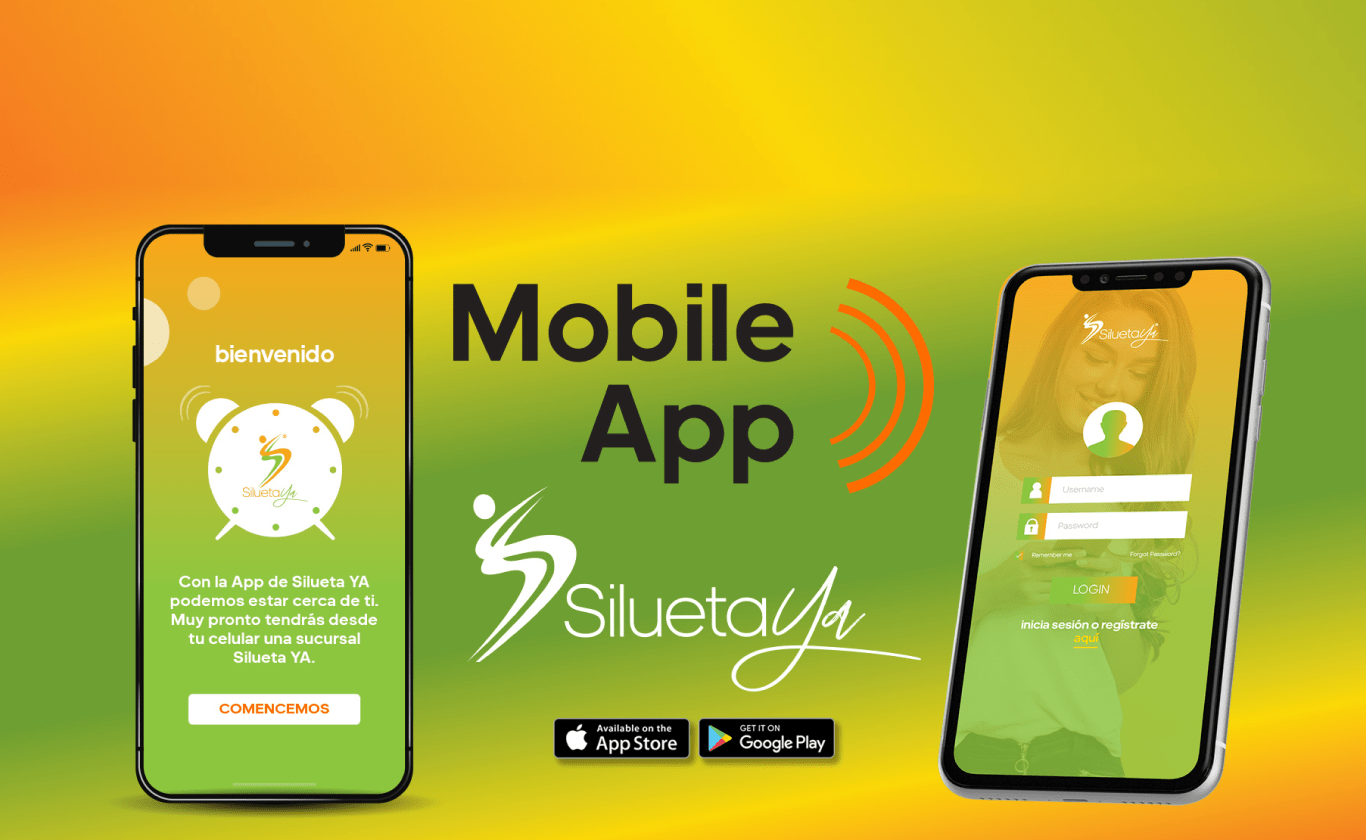 bienvenido
Silueta Ya
Con la App de Silueta YA
podemos estar cerca de ti.
Muy pronto tendrás desde
tu celular una sucursal
Silueta YA.
COMENCEMOS
Mobile
App
Silueta Ya
Available on the
App Store
GET IT ON
Google Play
Silueta Ya
Username
Password
Remember me
Forgot Password?
LOGIN
inicia sesión o regístrate
aquí